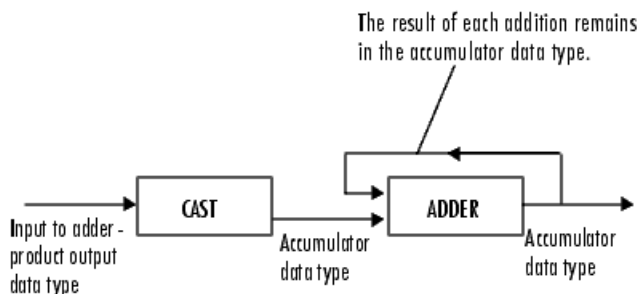 The result of each addition remains
in the accumulator data type.
CAST
ADDER
Input to adder -
product output
data type
Accumulator
data type
Accumulator
data type